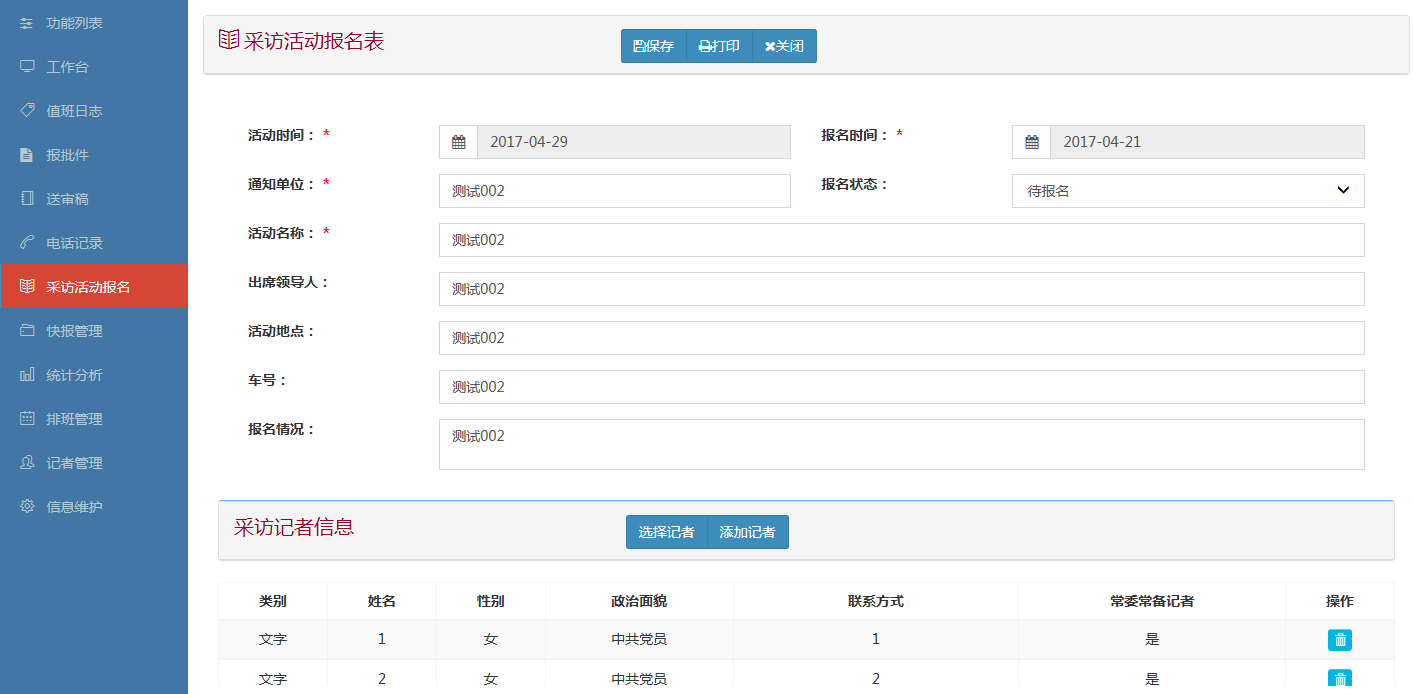 功能列表
工作台
值班日志
报批件
送审稿
电话记录
采访活动报名
快报管理
统计分析
排班管理
记者管理
信息维护
采访活动报名表
保存 打印 关闭
活动时间： * 2017-04-29 报名时间： * 2017-04-21
通知单位： * 测试002 报名状态： 待报名
活动名称： * 测试002
出席领导人： 测试002
活动地点： 测试002
车号： 测试002
报名情况： 测试002
采访记者信息 选择记者 添加记者
类别 姓名 性别 政治面貌 联系方式 常委常备记者 操作
文字 1 女 中共党员 1 是
文字 2 女 中共党员 2 是